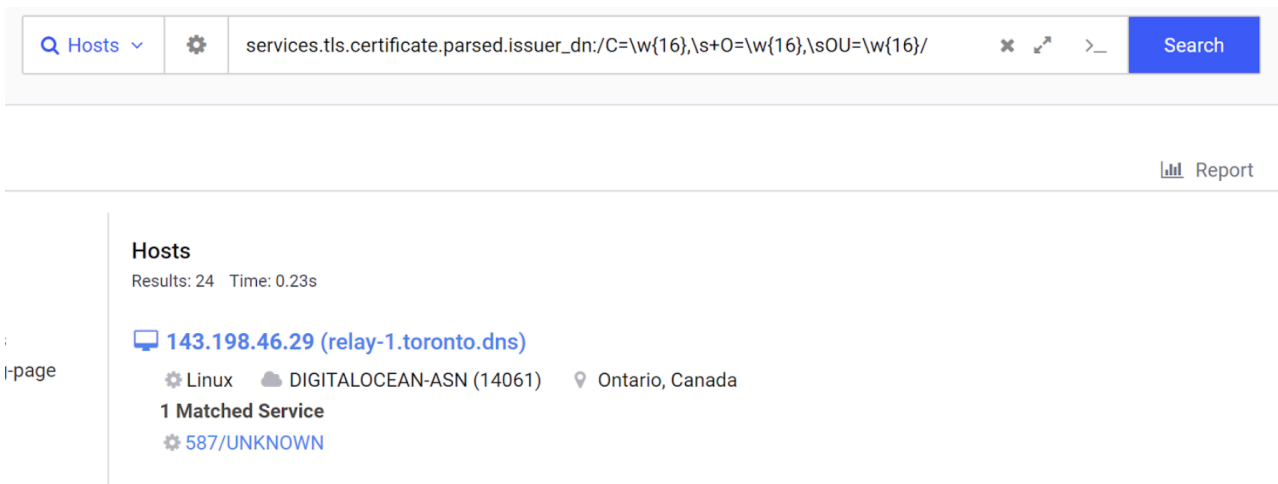 Hosts services.tls.certificate.parsed.issuer_dn:/C=\w{16},\s+O=\w{16},\sOU=\w{16}/ >_ Search
Report
Hosts
Results: 24 Time: 0.23s
143.198.46.29 (relay-1.toronto.dns)
-page
Linux DIGITALOCEAN-ASN (14061) Ontario, Canada
1 Matched Service
587/UNKNOWN